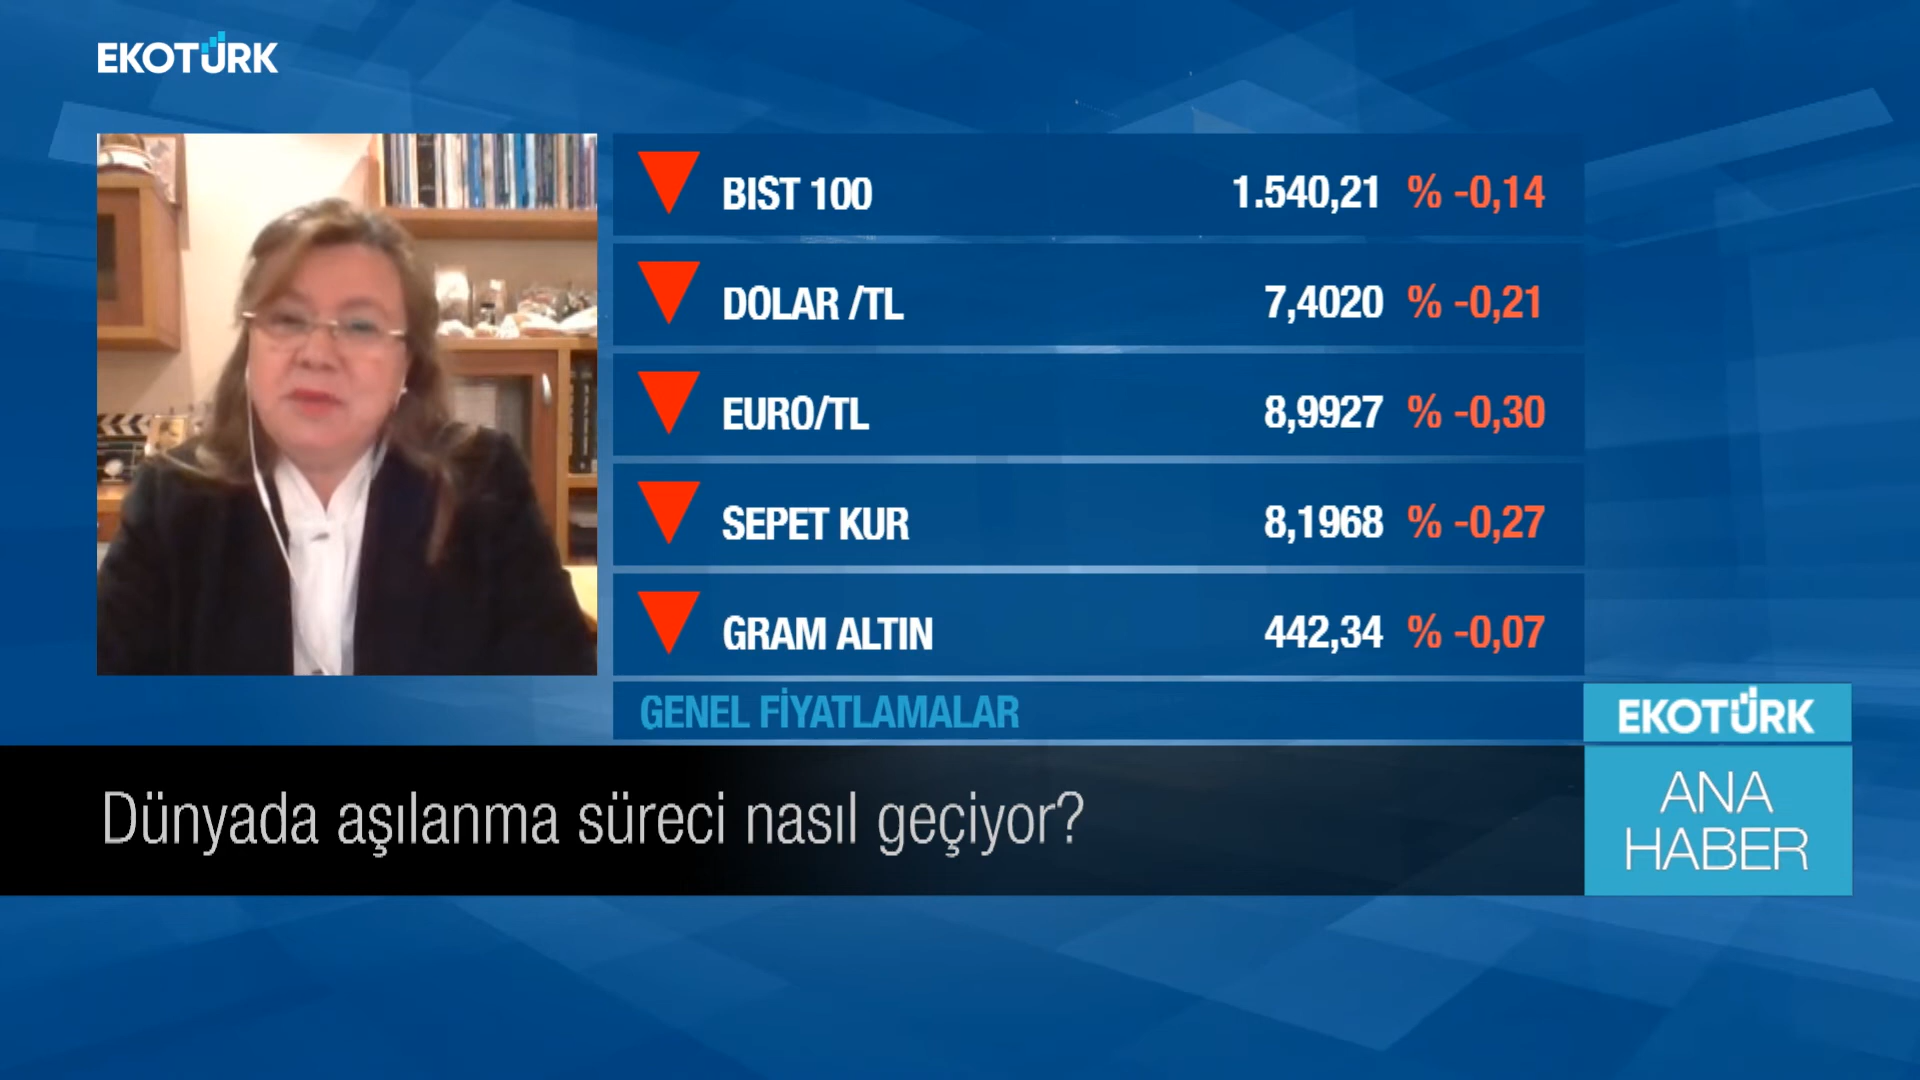 EKOTÜRK
BIST 100 1.540,21 % -0,14
DOLAR /TL 7,4020 % -0,21
EURO/TL 8,9927 % -0,30
SEPET KUR 8,1968 % -0,27
GRAM ALTIN 442,34 % -0,07
GENEL FİYATLAMALAR
EKOTÜRK
Dünyada aşılanma süreci nasıl geçiyor?
ANA
HABER